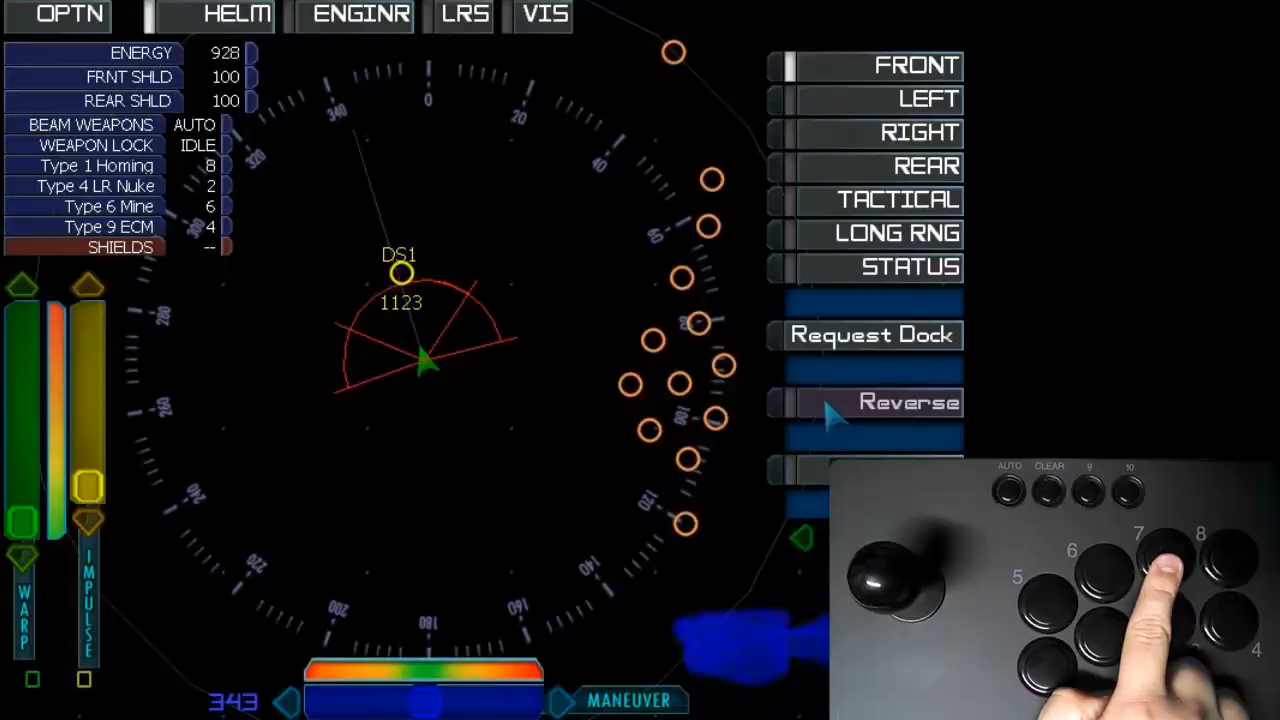 OPTN HELM ENGINR LRS VIS
ENERGY 928
FRNT SHLD 100
REAR SHLD 100
BEAM WEAPONS AUTO
WEAPON LOCK IDLE
Type 1 Homing 8
Type 4 LR Nuke 2
Type 6 Mine 6
Type 9 ECM 4
SHIELDS --
WARP
IMPULSE
340 0 20 40 60 80 100 120 140 160 180 200 220 240 260 280 300 320
DS1
1123
343
MANEUVER
FRONT
LEFT
RIGHT
REAR
TACTICAL
LONG RNG
STATUS
Request Dock
Reverse
AUTO CLEAR 9 10
5 6 7 8
4